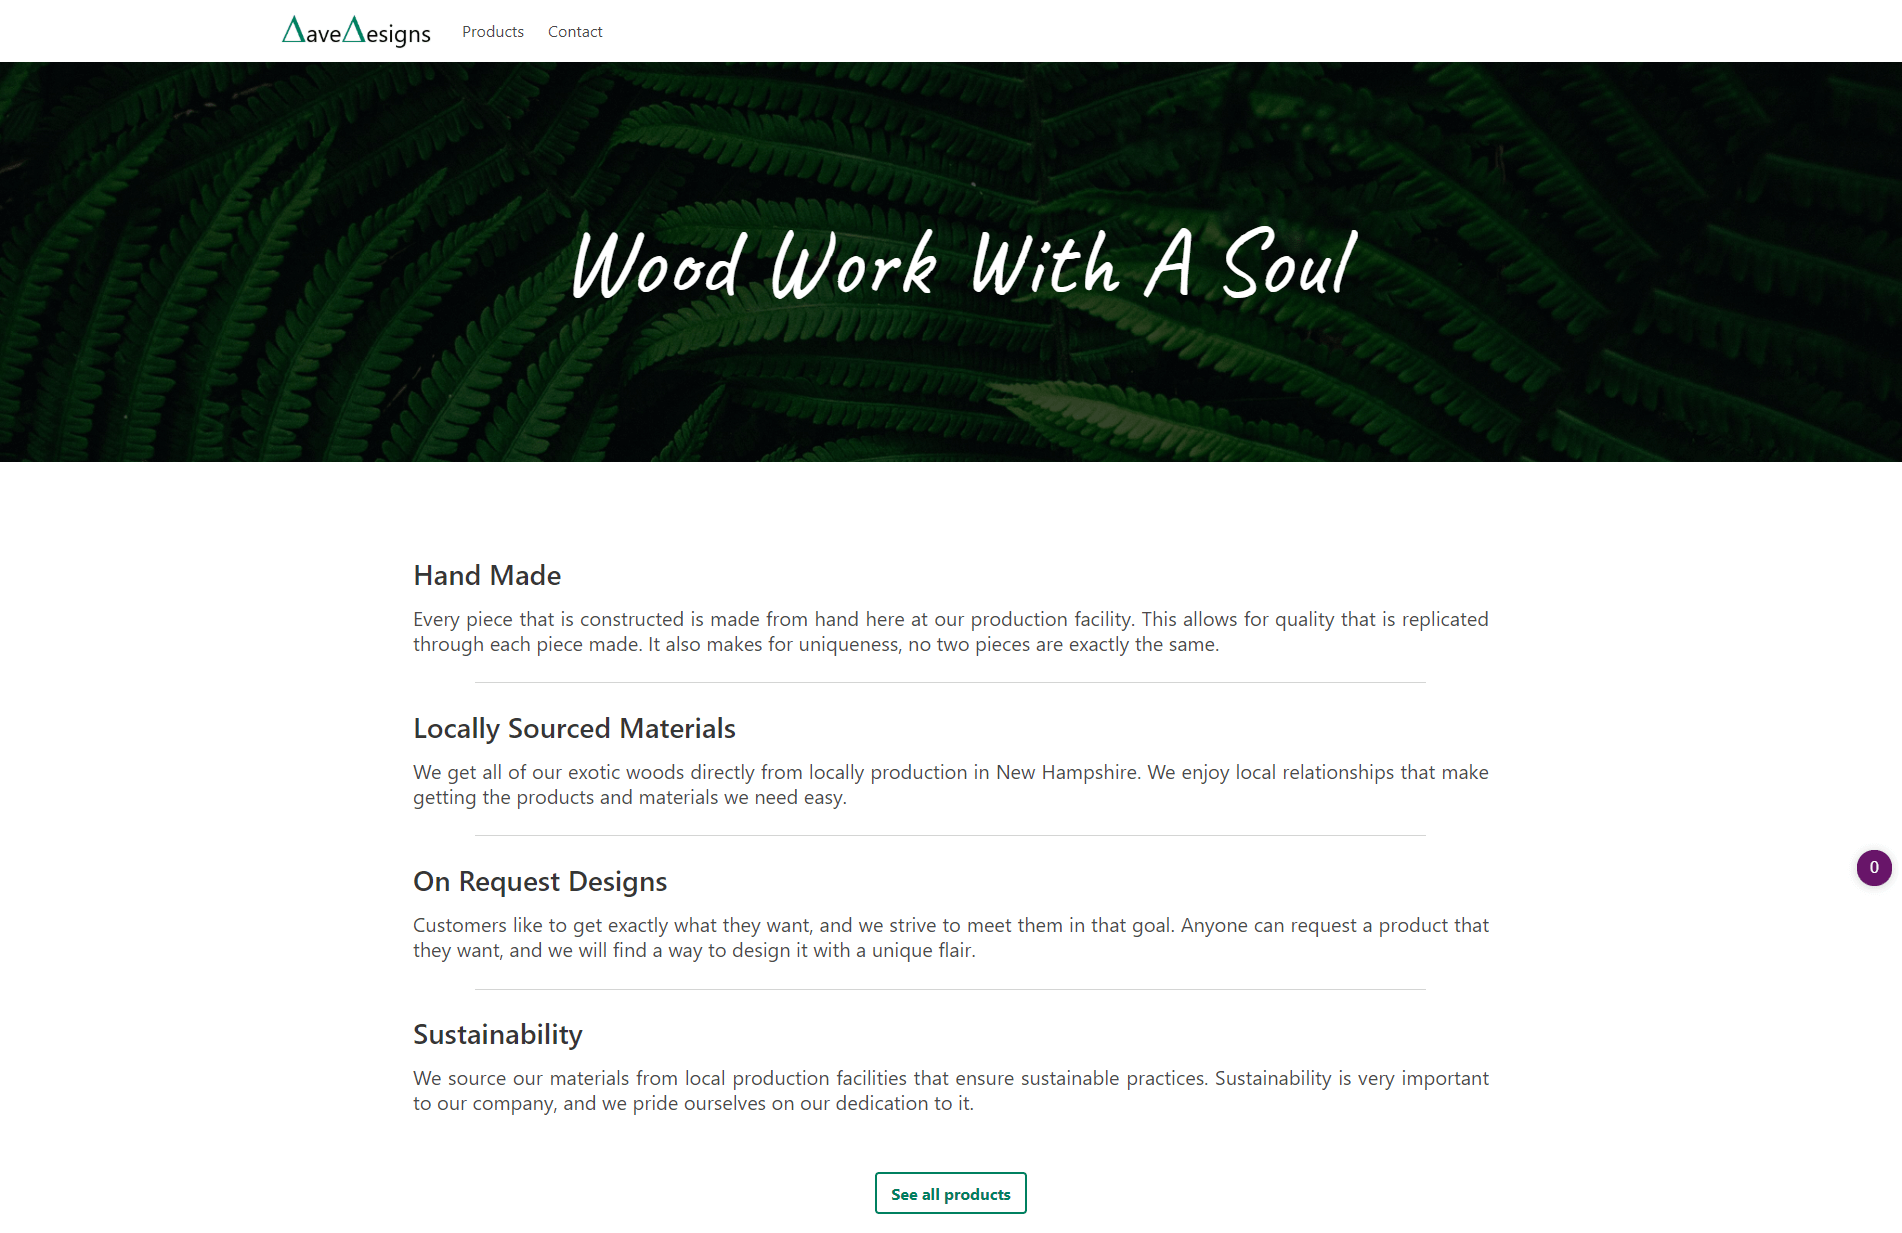 ΔaveΔesigns
Products
Contact
Wood Work With A Soul
Hand Made
Every piece that is constructed is made from hand here at our production facility. This allows for quality that is replicated
through each piece made. It also makes for uniqueness, no two pieces are exactly the same.
Locally Sourced Materials
We get all of our exotic woods directly from locally production in New Hampshire. We enjoy local relationships that make
getting the products and materials we need easy.
0
On Request Designs
Customers like to get exactly what they want, and we strive to meet them in that goal. Anyone can request a product that
they want, and we will find a way to design it with a unique flair.
Sustainability
We source our materials from local production facilities that ensure sustainable practices. Sustainability is very important
to our company, and we pride ourselves on our dedication to it.
See all products